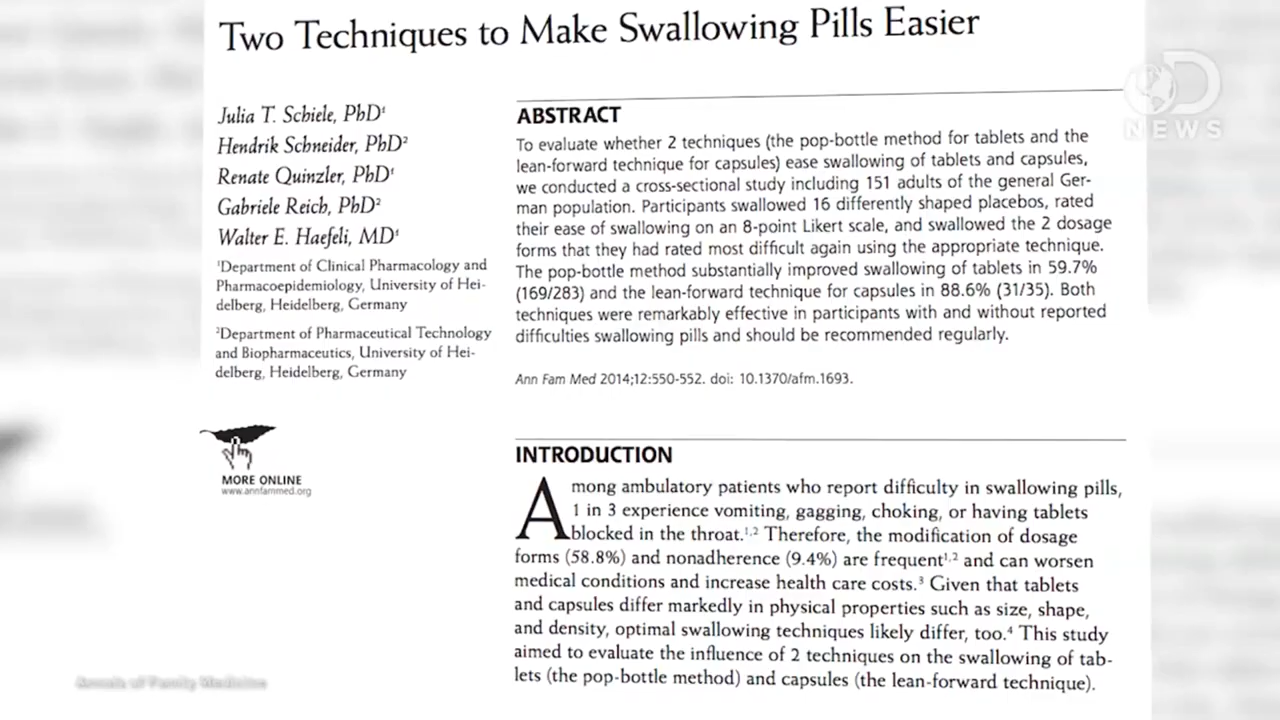 Two Techniques to Make Swallowing Pills Easier
Julia T. Schiele, PhD¹
Hendrik Schneider, PhD²
Renate Quinzler, PhD¹
Gabriele Reich, PhD²
Walter E. Haefeli, MD¹
¹Department of Clinical Pharmacology and
Pharmacoepidemiology, University of Hei-
delberg, Heidelberg, Germany
²Department of Pharmaceutical Technology
and Biopharmaceutics, University of Hei-
delberg, Heidelberg, Germany
MORE ONLINE
www.annfammed.org
ABSTRACT
To evaluate whether 2 techniques (the pop-bottle method for tablets and the
lean-forward technique for capsules) ease swallowing of tablets and capsules,
we conducted a cross-sectional study including 151 adults of the general Ger-
man population. Participants swallowed 16 differently shaped placebos, rated
their ease of swallowing on an 8-point Likert scale, and swallowed the 2 dosage
forms that they had rated most difficult again using the appropriate technique.
The pop-bottle method substantially improved swallowing of tablets in 59.7%
(169/283) and the lean-forward technique for capsules in 88.6% (31/35). Both
techniques were remarkably effective in participants with and without reported
difficulties swallowing pills and should be recommended regularly.
Ann Fam Med 2014;12:550-552. doi: 10.1370/afm.1693.
INTRODUCTION
Among ambulatory patients who report difficulty in swallowing pills,
1 in 3 experience vomiting, gagging, choking, or having tablets
blocked in the throat.¹,² Therefore, the modification of dosage
forms (58.8%) and nonadherence (9.4%) are frequent¹,² and can worsen
medical conditions and increase health care costs.³ Given that tablets
and capsules differ markedly in physical properties such as size, shape,
and density, optimal swallowing techniques likely differ, too.⁴ This study
aimed to evaluate the influence of 2 techniques on the swallowing of tab-
lets (the pop-bottle method) and capsules (the lean-forward technique).
D
NEWS
Annals of Family Medicine